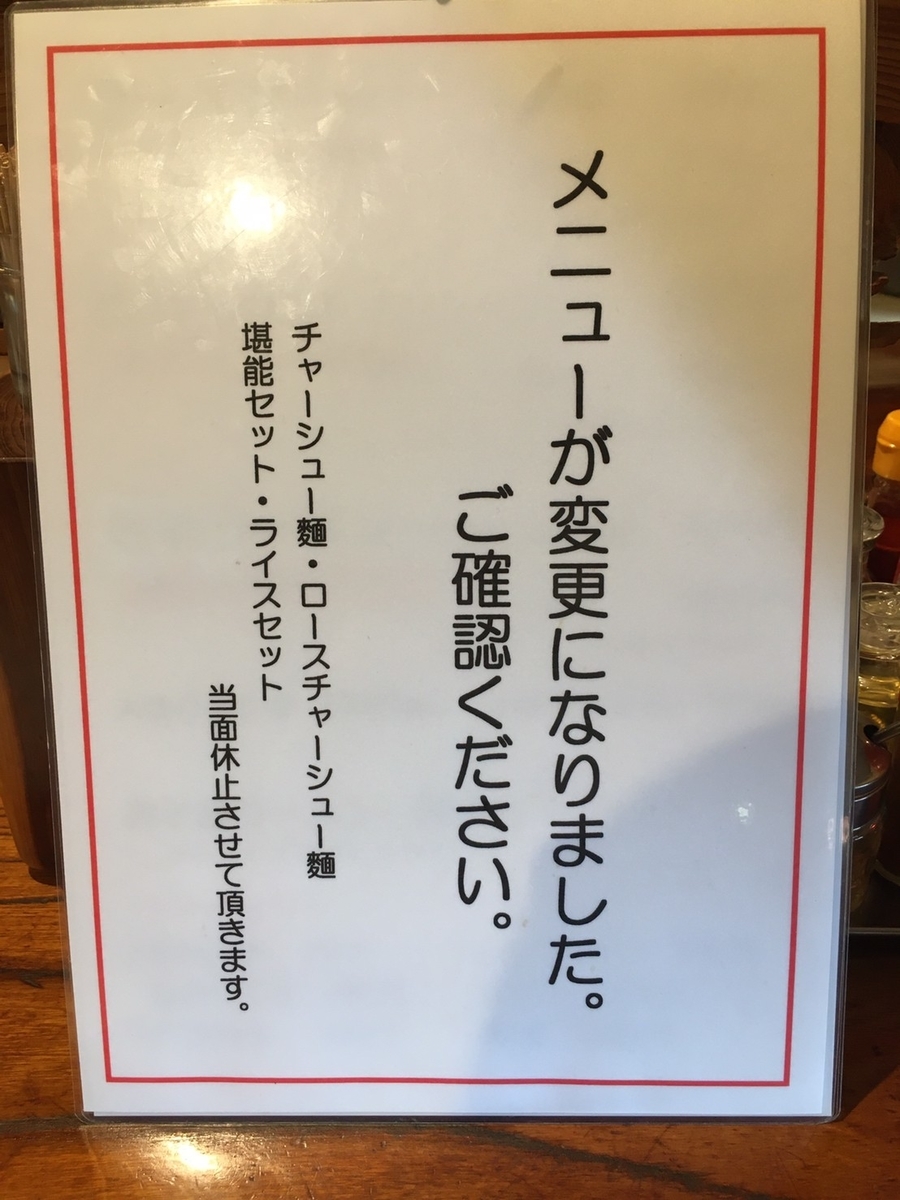 メニューが変更になりました。
ご確認ください。
チャーシュー麺・ロースチャーシュー麺
堪能セット・ライスセット
当面休止させて頂きます。